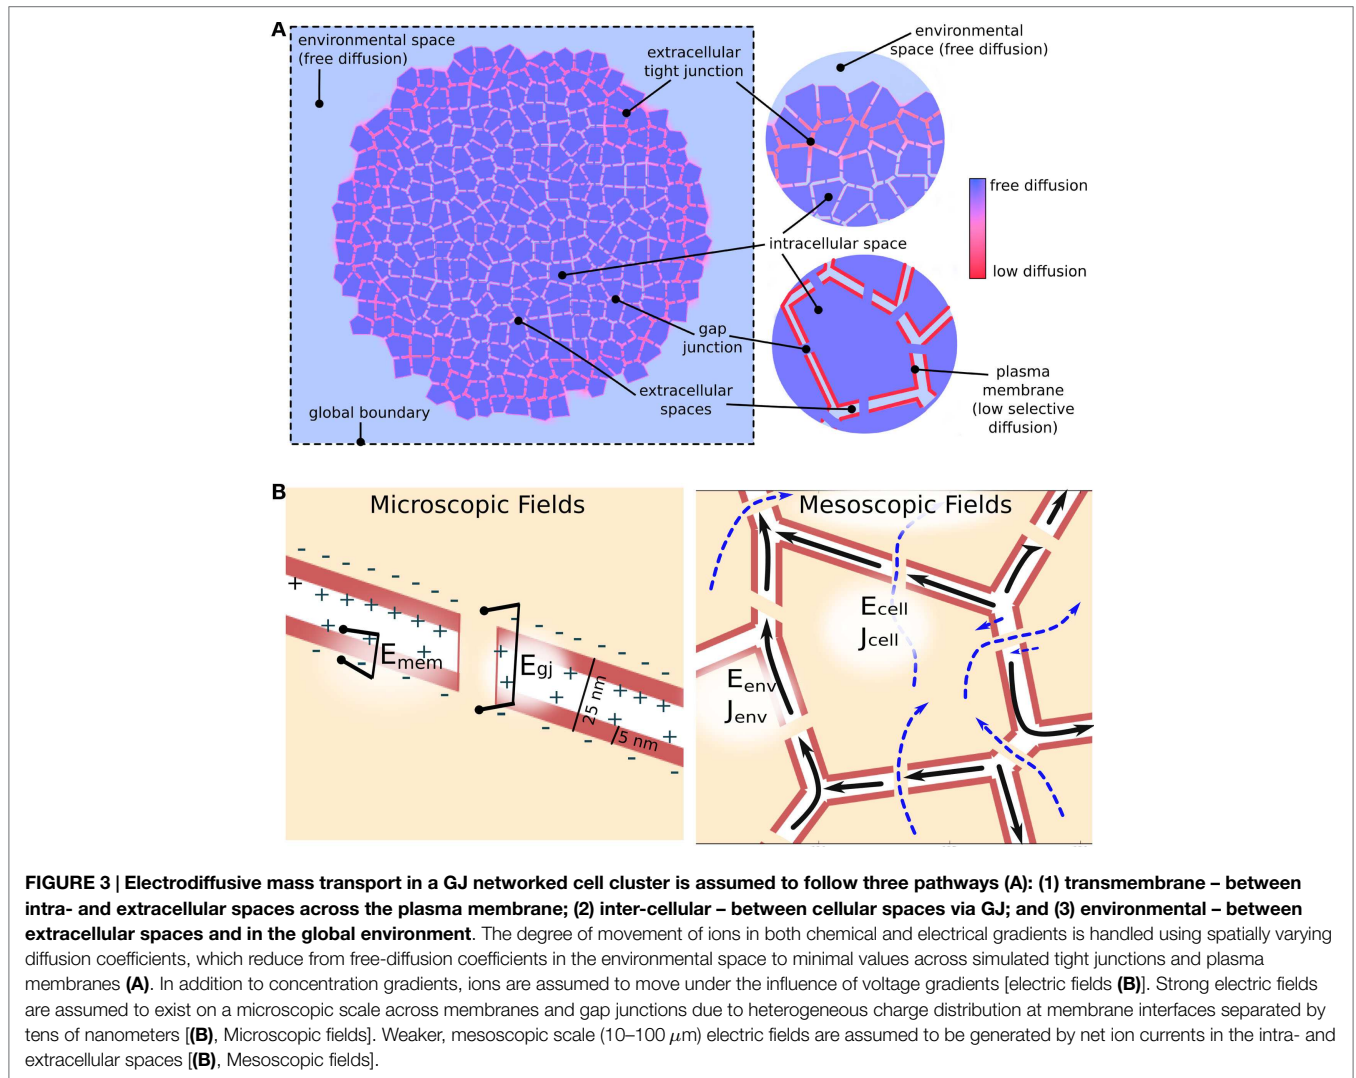 A
environmental space
(free diffusion)
extracellular
tight junction
environmental
space (free diffusion)
free diffusion
low diffusion
intracellular space
gap
junction
extracellular
spaces
plasma
membrane
(low selective
diffusion)
global boundary
B
Microscopic Fields
- - - - - - -
+ + + + + + +
+ +
- - - -
Emem
Egj
- - - - - -
+ + + + + +
- - - - - -
25 nm
5 nm
Mesoscopic Fields
Ecell
Jcell
Eenv
Jenv
FIGURE 3 | Electrodiffusive mass transport in a GJ networked cell cluster is assumed to follow three pathways (A): (1) transmembrane – between
intra- and extracellular spaces across the plasma membrane; (2) inter-cellular – between cellular spaces via GJ; and (3) environmental – between
extracellular spaces and in the global environment. The degree of movement of ions in both chemical and electrical gradients is handled using spatially varying
diffusion coefficients, which reduce from free-diffusion coefficients in the environmental space to minimal values across simulated tight junctions and plasma
membranes (A). In addition to concentration gradients, ions are assumed to move under the influence of voltage gradients [electric fields (B)]. Strong electric fields
are assumed to exist on a microscopic scale across membranes and gap junctions due to heterogeneous charge distribution at membrane interfaces separated by
tens of nanometers [(B), Microscopic fields]. Weaker, mesoscopic scale (10–100 μm) electric fields are assumed to be generated by net ion currents in the intra- and
extracellular spaces [(B), Mesoscopic fields].